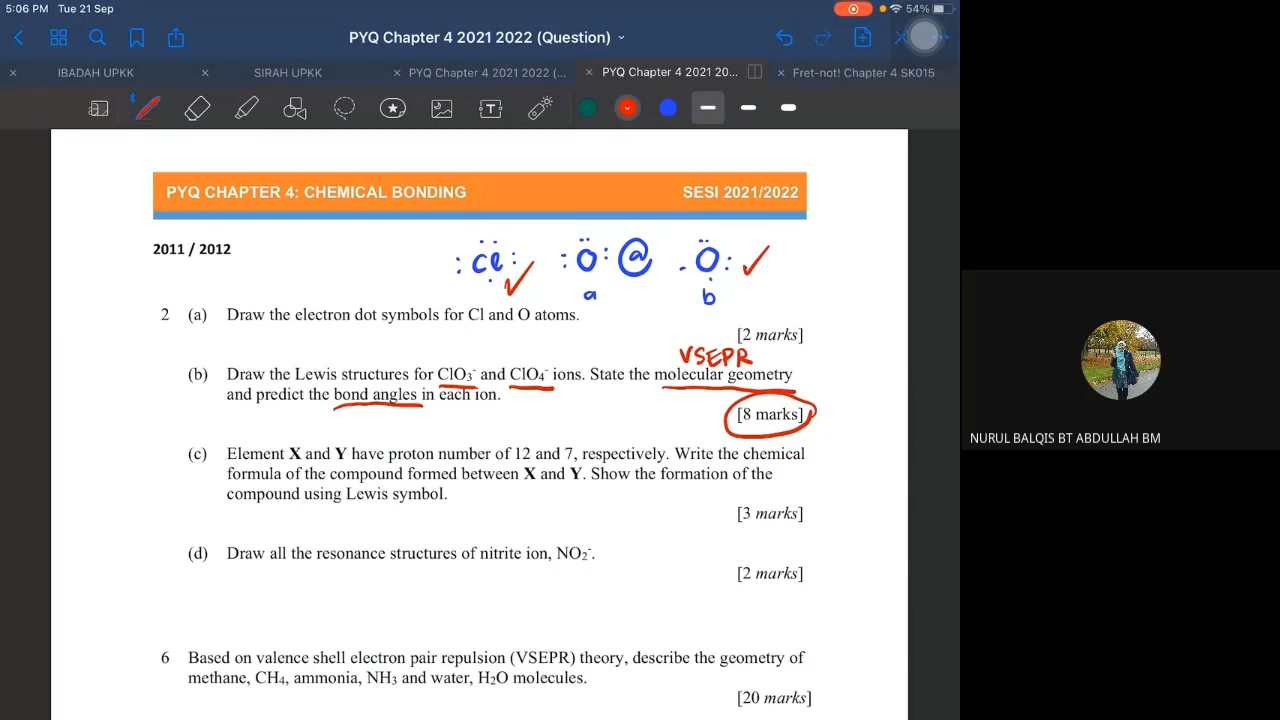 5:06 PM Tue 21 Sep
54%
PYQ Chapter 4 2021 2022 (Question)
IBADAH UPKK
SIRAH UPKK
PYQ Chapter 4 2021 2022 (...
PYQ Chapter 4 2021 20...
Fret-not! Chapter 4 SK015
PYQ CHAPTER 4: CHEMICAL BONDING SESI 2021/2022
2011 / 2012
Cl O @ O
a b
2 (a) Draw the electron dot symbols for Cl and O atoms.
[2 marks]
VSEPR
(b) Draw the Lewis structures for ClO₃⁻ and ClO₄⁻ ions. State the molecular geometry
and predict the bond angles in each ion.
[8 marks]
(c) Element X and Y have proton number of 12 and 7, respectively. Write the chemical
formula of the compound formed between X and Y. Show the formation of the
compound using Lewis symbol.
[3 marks]
(d) Draw all the resonance structures of nitrite ion, NO₂⁻.
[2 marks]
6 Based on valence shell electron pair repulsion (VSEPR) theory, describe the geometry of
methane, CH₄, ammonia, NH₃ and water, H₂O molecules.
[20 marks]
NURUL BALQIS BT ABDULLAH BM